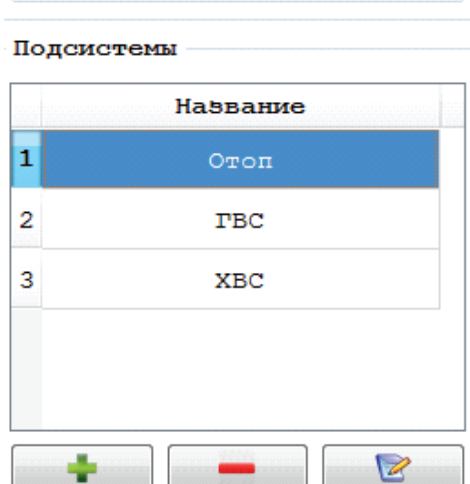 Подсистемы
Название
1 Отоп
2 ГВС
3 ХВС